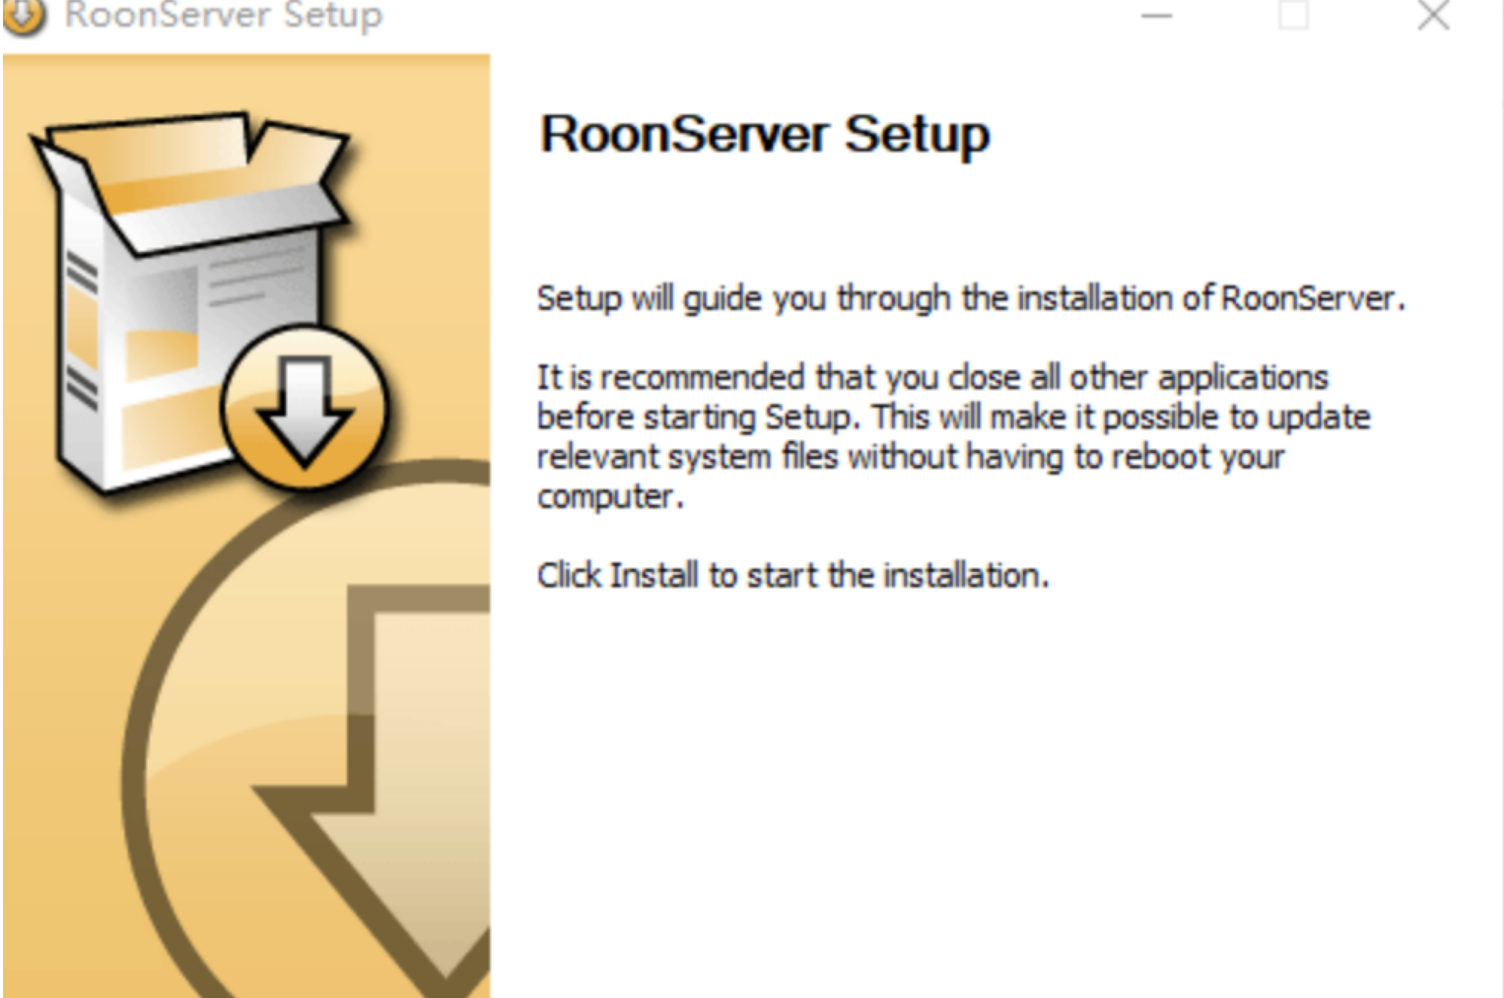 RoonServer Setup
RoonServer Setup
Setup will guide you through the installation of RoonServer.
It is recommended that you close all other applications
before starting Setup. This will make it possible to update
relevant system files without having to reboot your
computer.
Click Install to start the installation.